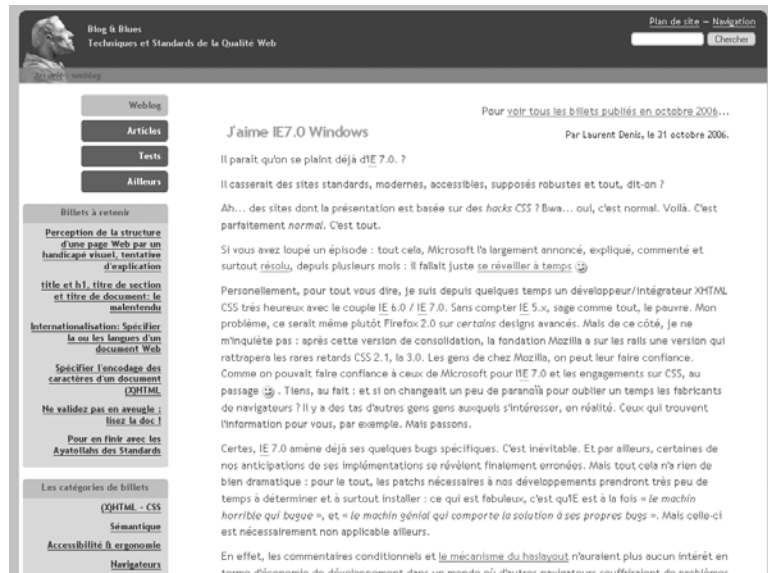 Blog & Blues
Techniques et Standards de la Qualité Web
Plan de site – Navigation
Chercher
Accueil > weblog
Weblog
Articles
Tests
Ailleurs
Billets à retenir
Perception de la structure
d'une page Web par un
handicapé visuel, tentative
d'explication
title et h1, titre de section
et titre de document: le
malentendu
Internationalisation: Spécifier
la ou les langues d'un
document Web
Spécifier l'encodage des
caractères d'un document
(X)HTML
Ne validez pas en aveugle :
lisez la doc !
Pour en finir avec les
Ayatollahs des Standards
Les catégories de billets
(X)HTML - CSS
Sémantique
Accessibilité & ergonomie
Navigateurs
Pour voir tous les billets publiés en octobre 2006...
J'aime IE7.0 Windows
Par Laurent Denis, le 31 octobre 2006.
Il paraît qu'on se plaint déjà d'IE 7.0. ?
Il casserait des sites standards, modernes, accessibles, supposés robustes et tout, dit-on ?
Ah... des sites dont la présentation est basée sur des hacks CSS ? Bwa... oui, c'est normal. Voilà. C'est
parfaitement normal. C'est tout.
Si vous avez loupé un épisode : tout cela, Microsoft l'a largement annoncé, expliqué, commenté et
surtout résolu, depuis plusieurs mois : il fallait juste se réveiller à temps
Personellement, pour tout vous dire, je suis depuis quelques temps un développeur/intégrateur XHTML
CSS très heureux avec le couple IE 6.0 / IE 7.0. Sans compter IE 5.x, sage comme tout, le pauvre. Mon
problème, ce serait même plutôt Firefox 2.0 sur certains designs avancés. Mais de ce côté, je ne
m'inquiète pas : après cette version de consolidation, la fondation Mozilla a sur les rails une version qui
rattrapera les rares retards CSS 2.1, la 3.0. Les gens de chez Mozilla, on peut leur faire confiance.
Comme on pouvait faire confiance à ceux de Microsoft pour l'IE 7.0 et les engagements sur CSS, au
passage . Tiens, au fait : et si on changeait un peu de paranoïa pour oublier un temps les fabricants
de navigateurs ? Il y a des tas d'autres gens gens auxquels s'intéresser, en réalité. Ceux qui trouvent
l'information pour vous, par exemple. Mais passons.
Certes, IE 7.0 amène déjà ses quelques bugs spécifiques. C'est inévitable. Et par ailleurs, certaines de
nos anticipations de ses implémentations se révèlent finalement erronées. Mais tout cela n'a rien de
bien dramatique : pour le tout, les patchs nécessaires à nos développements prendront très peu de
temps à déterminer et à surtout installer : ce qui est fabuleux, c'est qu'IE est à la fois « le machin
horrible qui bugue », et « le machin génial qui comporte la solution à ses propres bugs ». Mais celle-ci
est nécessairement non applicable ailleurs.
En effet, les commentaires conditionnels et le mécanisme du haslayout n'auraient plus aucun intérêt en
terme d'économie de développement dans un monde où d'autres navigateurs souffriraient de problèmes